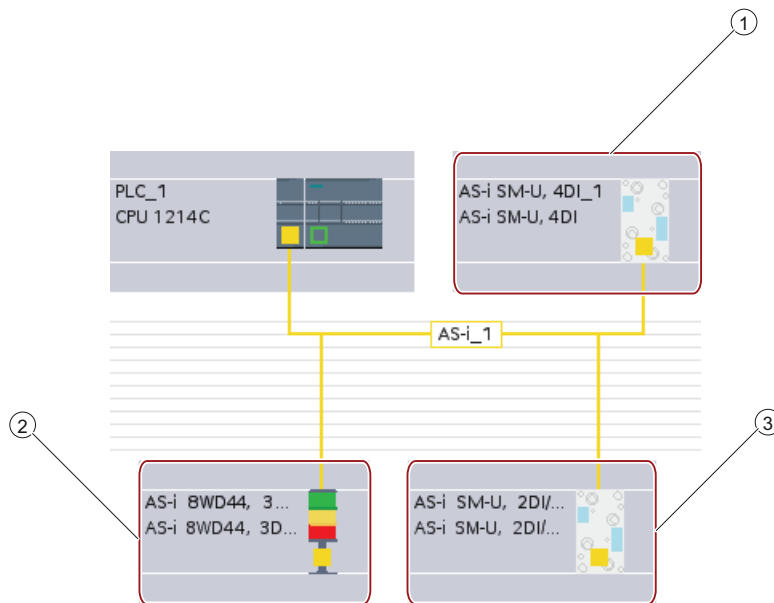 1
PLC_1
CPU 1214C
AS-i SM-U, 4DI_1
AS-i SM-U, 4DI
AS-i_1
2
3
AS-i 8WD44, 3...
AS-i 8WD44, 3D...
AS-i SM-U, 2DI/...
AS-i SM-U, 2DI/...